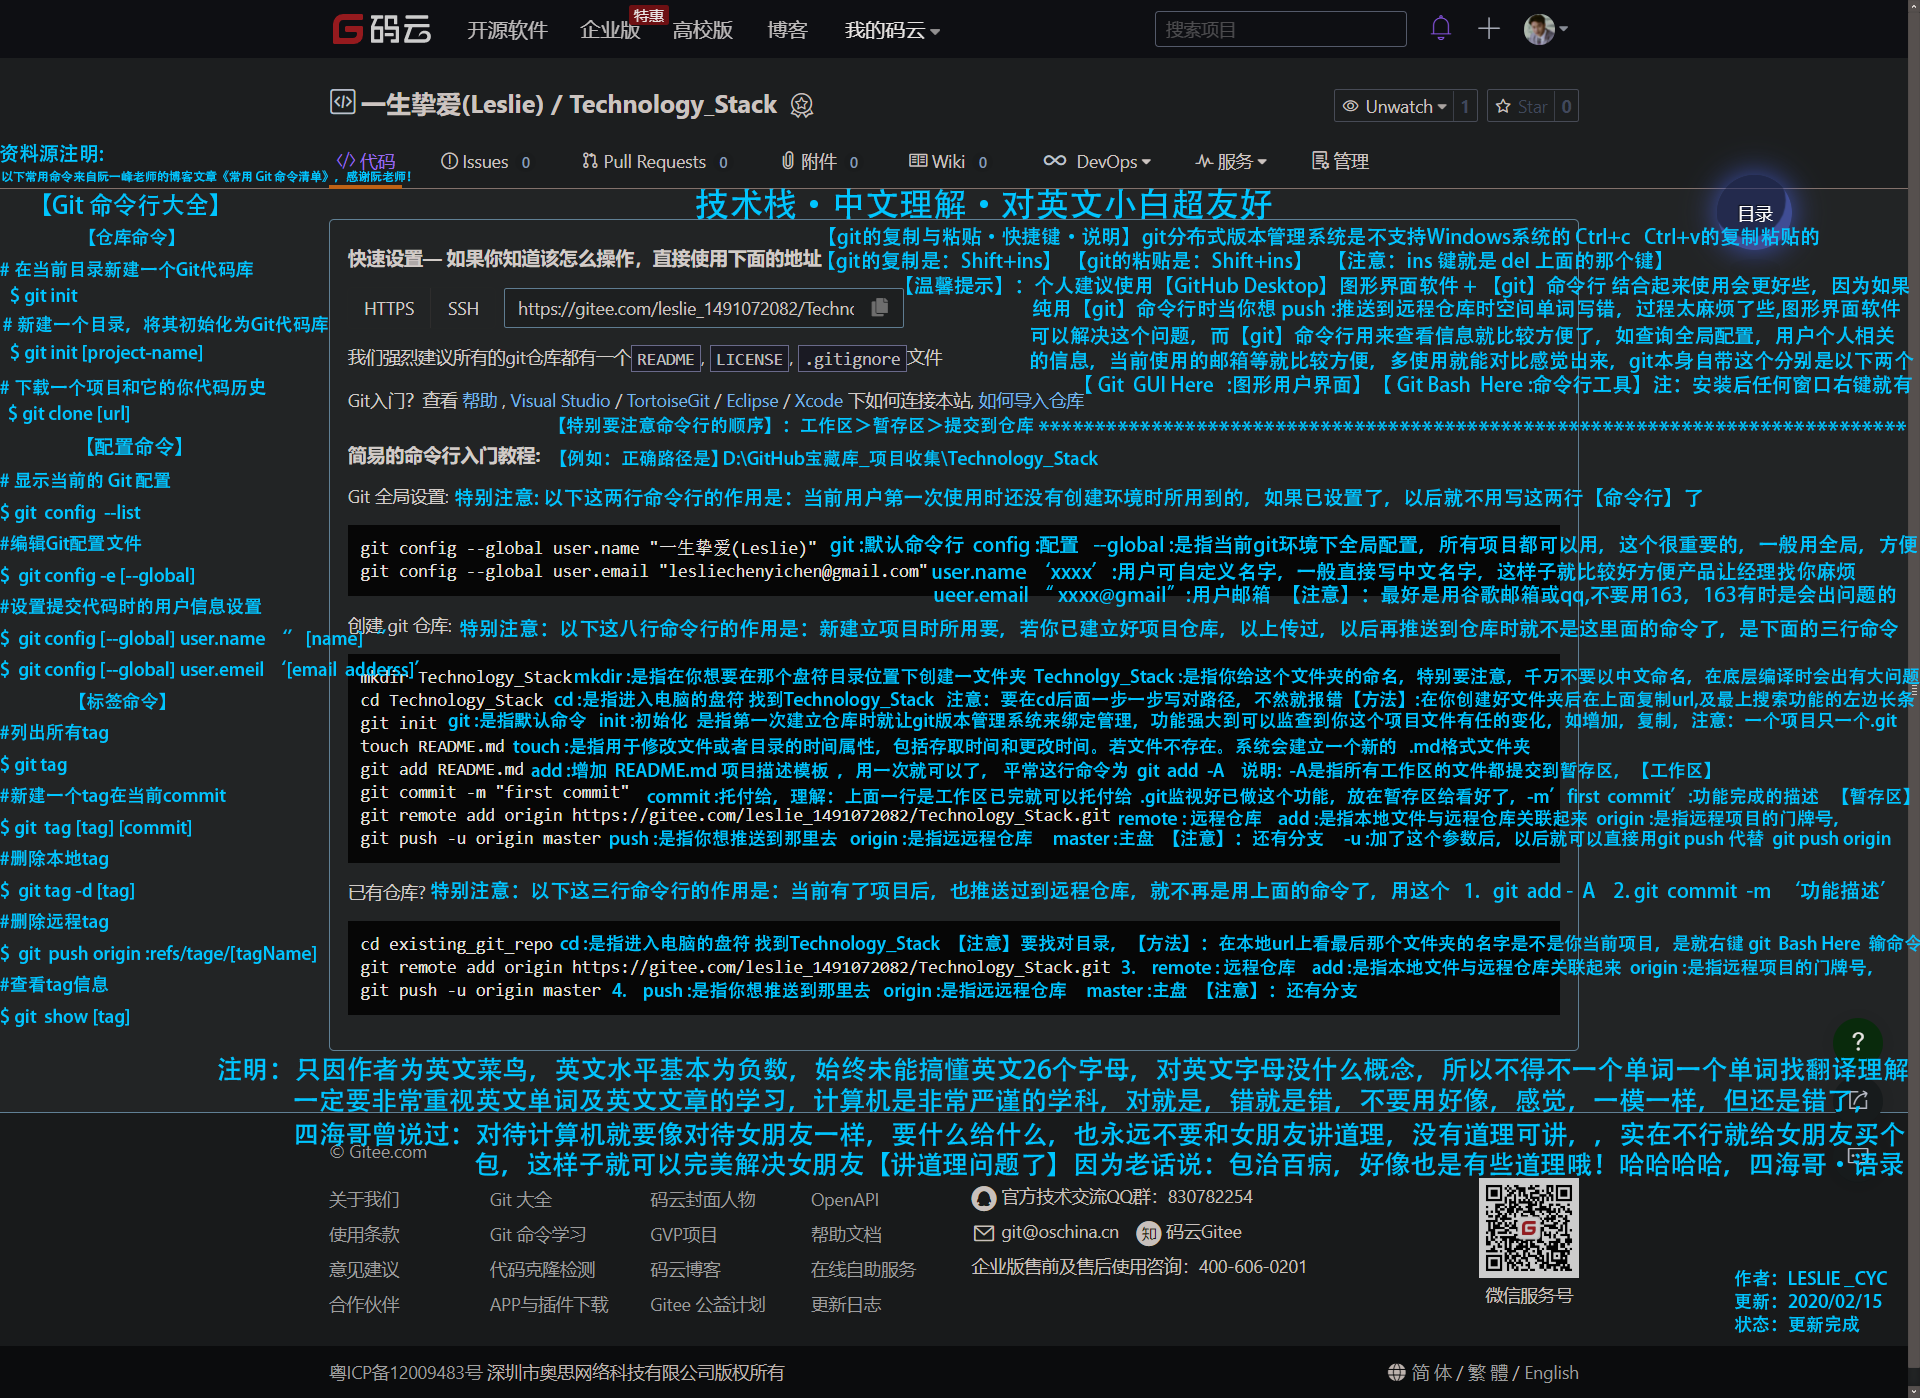 码云 开源软件 企业版 特惠 高校版 博客 我的码云 搜索项目
一生挚爱(Leslie) / Technology_Stack
Unwatch 1 Star 0
资料源注明:
以下常用命令来自阮一峰老师的博客文章《常用 Git 命令清单》，感谢阮老师！
代码 Issues 0 Pull Requests 0 附件 0 Wiki 0 DevOps 服务 管理
目录
技术栈・中文理解・对英文小白超友好
【Git 命令行大全】
【仓库命令】
# 在当前目录新建一个Git代码库
$ git init
# 新建一个目录，将其初始化为Git代码库
$ git init [project-name]
# 下载一个项目和它的你代码历史
$ git clone [url]
【配置命令】
# 显示当前的 Git 配置
$ git config --list
#编辑Git配置文件
$ git config -e [--global]
#设置提交代码时的用户信息设置
$ git config [--global] user.name “ [name]
$ git config [--global] user.emeil ‘[email adderss]’
【标签命令】
#列出所有tag
$ git tag
#新建一个tag在当前commit
$ git tag [tag] [commit]
#删除本地tag
$ git tag -d [tag]
#删除远程tag
$ git push origin :refs/tage/[tagName]
#查看tag信息
$ git show [tag]
【git的复制与粘贴・快捷键・说明】git分布式版本管理系统是不支持Windows系统的 Ctrl+c Ctrl+v的复制粘贴的
快速设置— 如果你知道该怎么操作，直接使用下面的地址
【git的复制是：Shift+ins】 【git的粘贴是：Shift+ins】 【注意：ins 键就是 del 上面的那个键】
【温馨提示】：个人建议使用【GitHub Desktop】图形界面软件 + 【git】命令行 结合起来使用会更好些，因为如果
HTTPS SSH https://gitee.com/leslie_1491072082/Techno
纯用【git】命令行时当你想 push :推送到远程仓库时空间单词写错，过程太麻烦了些,图形界面软件
可以解决这个问题，而【git】命令行用来查看信息就比较方便了，如查询全局配置，用户个人相关
我们强烈建议所有的git仓库都有一个 README , LICENSE , .gitignore 文件
的信息，当前使用的邮箱等就比较方便，多使用就能对比感觉出来，git本身自带这个分别是以下两个
【 Git GUI Here :图形用户界面】 【 Git Bash Here :命令行工具】注：安装后任何窗口右键就有
Git入门？查看 帮助 , Visual Studio / TortoiseGit / Eclipse / Xcode 下如何连接本站, 如何导入仓库
【特别要注意命令行的顺序】：工作区＞暂存区＞提交到仓库 ******************************************************************************
简易的命令行入门教程:
【例如：正确路径是】D:\GitHub宝藏库_项目收集\Technology_Stack
Git 全局设置: 特别注意: 以下这两行命令行的作用是：当前用户第一次使用时还没有创建环境时所用到的，如果已设置了，以后就不用写这两行【命令行】了
git config --global user.name "一生挚爱(Leslie)" git :默认命令行 config :配置 --global :是指当前git环境下全局配置，所有项目都可以用，这个很重要的，一般用全局，方便
git config --global user.email "lesliechenyichen@gmail.com" user.name ‘xxxx’ :用户可自定义名字，一般直接写中文名字，这样子就比较好方便产品让经理找你麻烦
ueer.email “ xxxx@gmail” :用户邮箱 【注意】：最好是用谷歌邮箱或qq,不要用163，163有时是会出问题的
创建 git 仓库: 特别注意：以下这八行命令行的作用是：新建立项目时所用要，若你已建立好项目仓库，以上传过，以后再推送到仓库时就不是这里面的命令了，是下面的三行命令
mkdir Technology_Stack mkdir :是指在你想要在那个盘符目录位置下创建一文件夹 Technolgy_Stack :是指你给这个文件夹的命名，特别要注意，千万不要以中文命名，在底层编译时会出有大问题
cd Technology_Stack cd :是指进入电脑的盘符 找到Technology_Stack 注意：要在cd后面一步一步写对路径，不然就报错【方法】:在你创建好文件夹后在上面复制url,及最上搜索功能的左边长条
git init git :是指默认命令 init :初始化 是指第一次建立仓库时就让git版本管理系统来绑定管理，功能强大到可以监查到你这个项目文件有任的变化，如增加，复制，注意：一个项目只一个.git
touch README.md touch :是指用于修改文件或者目录的时间属性，包括存取时间和更改时间。若文件不存在。系统会建立一个新的 .md格式文件夹
git add README.md add :增加 README.md 项目描述模板 ，用一次就可以了， 平常这行命令为 git add -A 说明: -A是指所有工作区的文件都提交到暂存区，【工作区】
git commit -m "first commit" commit :托付给，理解：上面一行是工作区已完就可以托付给 .git监视好已做这个功能，放在暂存区给看好了，-m’ first commit’ :功能完成的描述 【暂存区】
git remote add origin https://gitee.com/leslie_1491072082/Technology_Stack.git remote : 远程仓库 add :是指本地文件与远程仓库关联起来 origin :是指远程项目的门牌号,
git push -u origin master push :是指你想推送到那里去 origin :是指远远程仓库 master :主盘 【注意】：还有分支 -u :加了这个参数后，以后就可以直接用git push 代替 git push origin
已有仓库? 特别注意：以下这三行命令行的作用是：当前有了项目后，也推送过到远程仓库，就不再是用上面的命令了，用这个 1. git add - A 2. git commit -m ‘功能描述’
cd existing_git_repo cd :是指进入电脑的盘符 找到Technology_Stack 【注意】要找对目录，【方法】：在本地url上看最后那个文件夹的名字是不是你当前项目，是就右键 git Bash Here 输命令
git remote add origin https://gitee.com/leslie_1491072082/Technology_Stack.git 3. remote : 远程仓库 add :是指本地文件与远程仓库关联起来 origin :是指远程项目的门牌号,
git push -u origin master 4. push :是指你想推送到那里去 origin :是指远远程仓库 master :主盘 【注意】：还有分支
?
注明：只因作者为英文菜鸟，英文水平基本为负数，始终未能搞懂英文26个字母，对英文字母没什么概念，所以不得不一个单词一个单词找翻译理解
一定要非常重视英文单词及英文文章的学习，计算机是非常严谨的学科，对就是，错就是错，不要用好像，感觉，一模一样，但还是错了，
四海哥曾说过：对待计算机就要像对待女朋友一样，要什么给什么，也永远不要和女朋友讲道理，没有道理可讲，，实在不行就给女朋友买个
包，这样子就可以完美解决女朋友【讲道理问题了】因为老话说：包治百病，好像也是有些道理哦！哈哈哈哈，四海哥・语录
© Gitee.com
关于我们 Git 大全 码云封面人物 OpenAPI 官方技术交流QQ群：830782254
使用条款 Git 命令学习 GVP项目 帮助文档 git@oschina.cn 知 码云Gitee
意见建议 代码克隆检测 码云博客 在线自助服务 企业版售前及售后使用咨询：400-606-0201
合作伙伴 APP与插件下载 Gitee 公益计划 更新日志
微信服务号
作者：LESLIE _CYC
更新：2020/02/15
状态：更新完成
粤ICP备12009483号 深圳市奥思网络科技有限公司版权所有
简 体 / 繁 體 / English